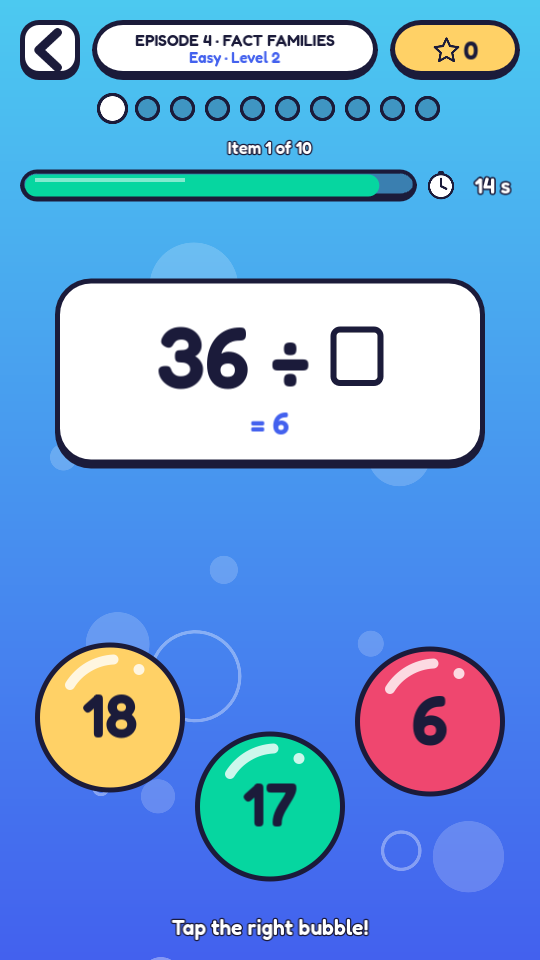 EPISODE 4 · FACT FAMILIES
Easy · Level 2
0
Item 1 of 10
14 s
36 ÷ □
= 6
18
6
17
Tap the right bubble!